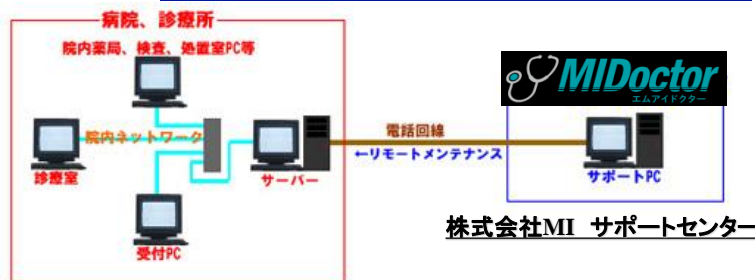 病院、診療所
院内薬局、検査、処置室PC等
MIDoctor
エムアイドクター
院内ネットワーク
電話回線
←リモートメンテナンス
診療室
サーバー
サポートPC
受付PC
株式会社MI サポートセンター